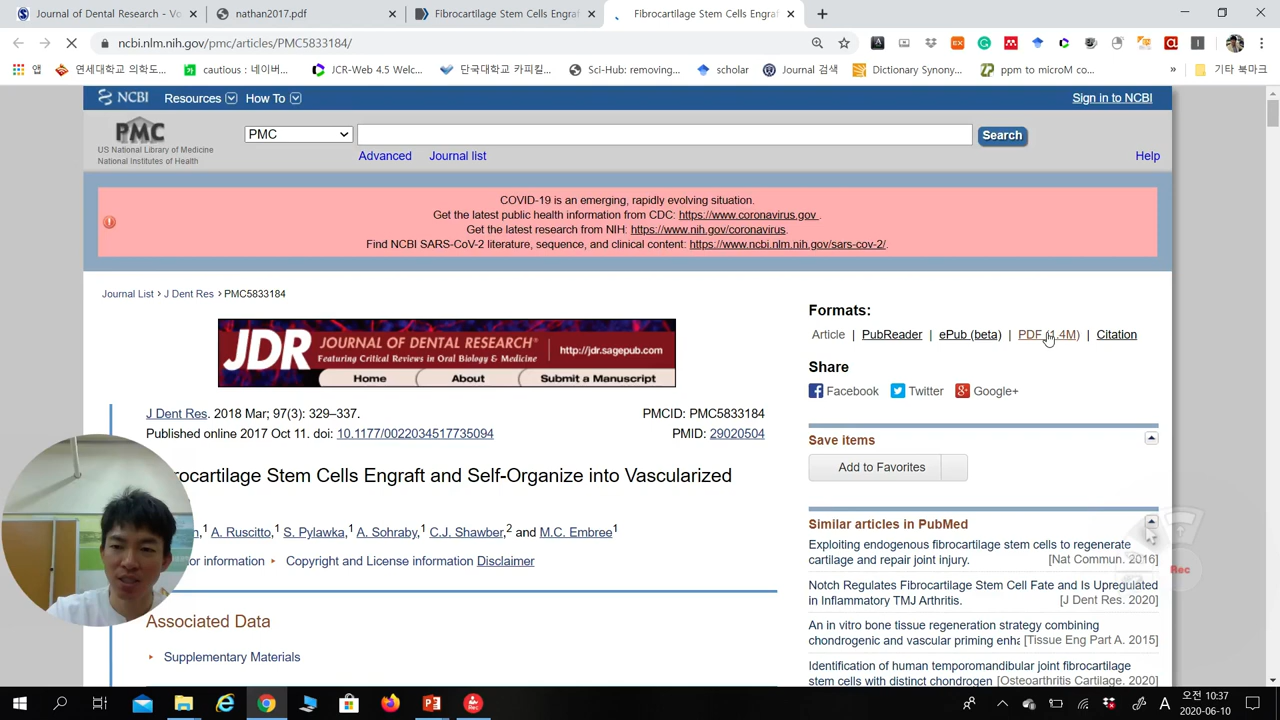 Journal of Dental Research - Vo
nathan2017.pdf
Fibrocartilage Stem Cells Engraf
Fibrocartilage Stem Cells Engraf
ncbi.nlm.nih.gov/pmc/articles/PMC5833184/
앱
연세대학교 의학도...
cautious : 네이버...
JCR-Web 4.5 Welc...
단국대학교 카피킬...
Sci-Hub: removing...
scholar
Journal 검색
Dictionary Synony...
ppm to microM co...
»
기타 북마크
NCBI
Resources
How To
Sign in to NCBI
PMC
US National Library of Medicine
National Institutes of Health
PMC
Search
Advanced
Journal list
Help
COVID-19 is an emerging, rapidly evolving situation.
Get the latest public health information from CDC: https://www.coronavirus.gov .
Get the latest research from NIH: https://www.nih.gov/coronavirus.
Find NCBI SARS-CoV-2 literature, sequence, and clinical content: https://www.ncbi.nlm.nih.gov/sars-cov-2/.
Journal List > J Dent Res > PMC5833184
JDR JOURNAL OF DENTAL RESEARCH®
Featuring Critical Reviews in Oral Biology & Medicine
http://jdr.sagepub.com
Home
About
Submit a Manuscript
J Dent Res. 2018 Mar; 97(3): 329–337.
PMCID: PMC5833184
Published online 2017 Oct 11. doi: 10.1177/0022034517735094
PMID: 29020504
rocartilage Stem Cells Engraft and Self-Organize into Vascularized
n,1 A. Ruscitto,1 S. Pylawka,1 A. Sohraby,1 C.J. Shawber,2 and M.C. Embree1
or information
Copyright and License information Disclaimer
Associated Data
Supplementary Materials
Formats:
Article | PubReader | ePub (beta) | PDF (1.4M) | Citation
Share
Facebook
Twitter
Google+
Save items
Add to Favorites
Similar articles in PubMed
Exploiting endogenous fibrocartilage stem cells to regenerate
cartilage and repair joint injury. [Nat Commun. 2016]
Notch Regulates Fibrocartilage Stem Cell Fate and Is Upregulated
in Inflammatory TMJ Arthritis. [J Dent Res. 2020]
An in vitro bone tissue regeneration strategy combining
chondrogenic and vascular priming enha [Tissue Eng Part A. 2015]
Identification of human temporomandibular joint fibrocartilage
stem cells with distinct chondrogen [Osteoarthritis Cartilage. 2020]
Rec
A
오전 10:37
2020-06-10